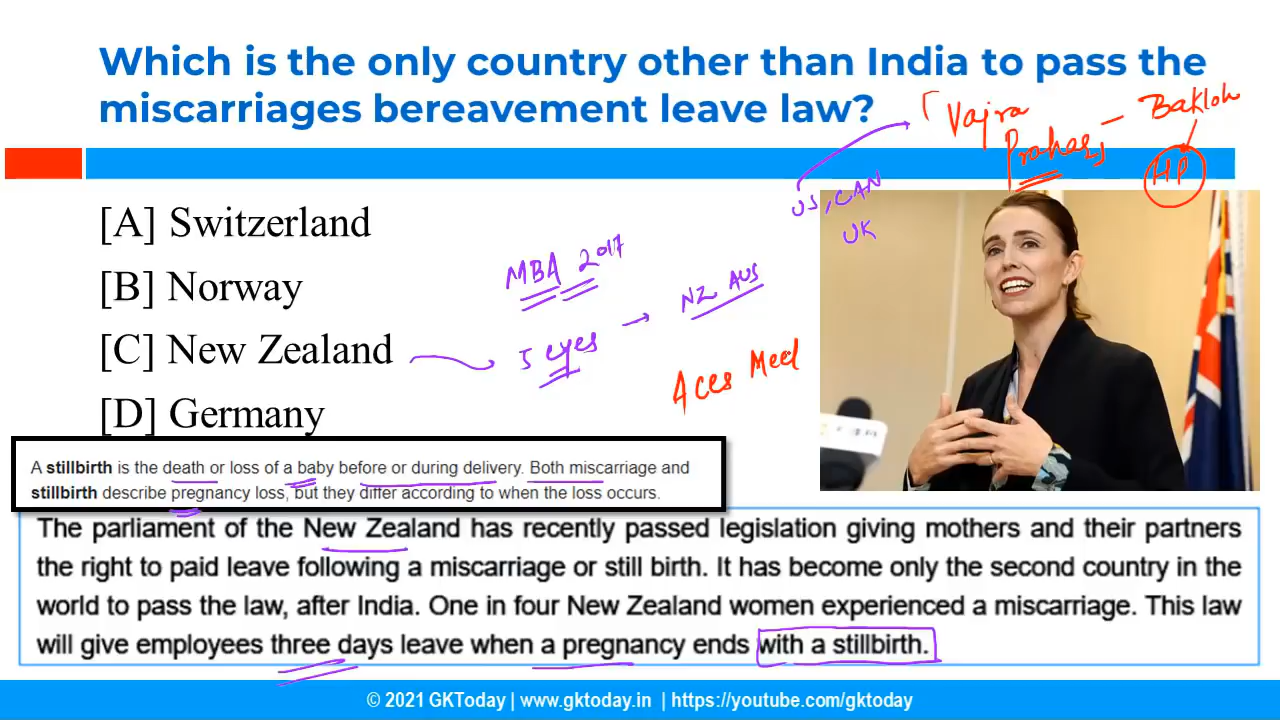 Which is the only country other than India to pass the
miscarriages bereavement leave law?
「Vajra
Prahar」 – Bakloh
HP
US, CAN
UK
[A] Switzerland
[B] Norway
[C] New Zealand
[D] Germany
MBA 2017
5 eyes → NZ AUS
Aces Meet
A stillbirth is the death or loss of a baby before or during delivery. Both miscarriage and
stillbirth describe pregnancy loss, but they differ according to when the loss occurs.
The parliament of the New Zealand has recently passed legislation giving mothers and their partners
the right to paid leave following a miscarriage or still birth. It has become only the second country in the
world to pass the law, after India. One in four New Zealand women experienced a miscarriage. This law
will give employees three days leave when a pregnancy ends with a stillbirth.
© 2021 GKToday | www.gktoday.in | https://youtube.com/gktoday